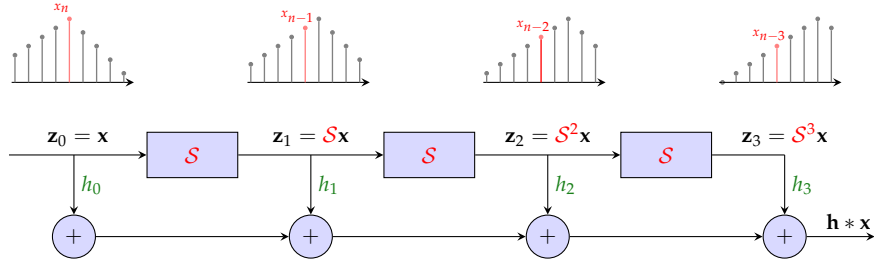 xₙ xₙ₋₁ xₙ₋₂ xₙ₋₃
z₀ = x 𝒮 z₁ = 𝒮x 𝒮 z₂ = 𝒮²x 𝒮 z₃ = 𝒮³x
h₀ h₁ h₂ h₃
+ + + + h ∗ x